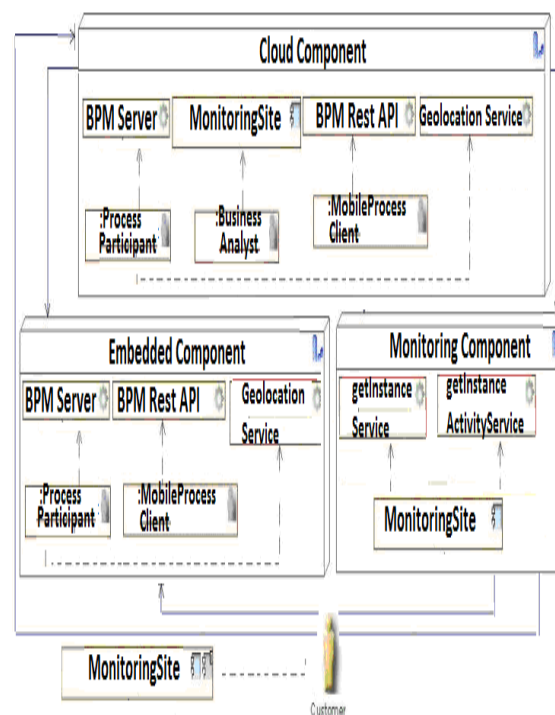 Cloud Component
BPM Server
MonitoringSite
BPM Rest API
Geolocation Service
:Process
Participant
:Business
Analyst
:MobileProcess
Client
Embedded Component
BPM Server
BPM Rest API
Geolocation
Service
:Process
Participant
:MobileProcess
Client
Monitoring Component
getInstance
Service
getInstance
ActivityService
MonitoringSite
MonitoringSite
Customer